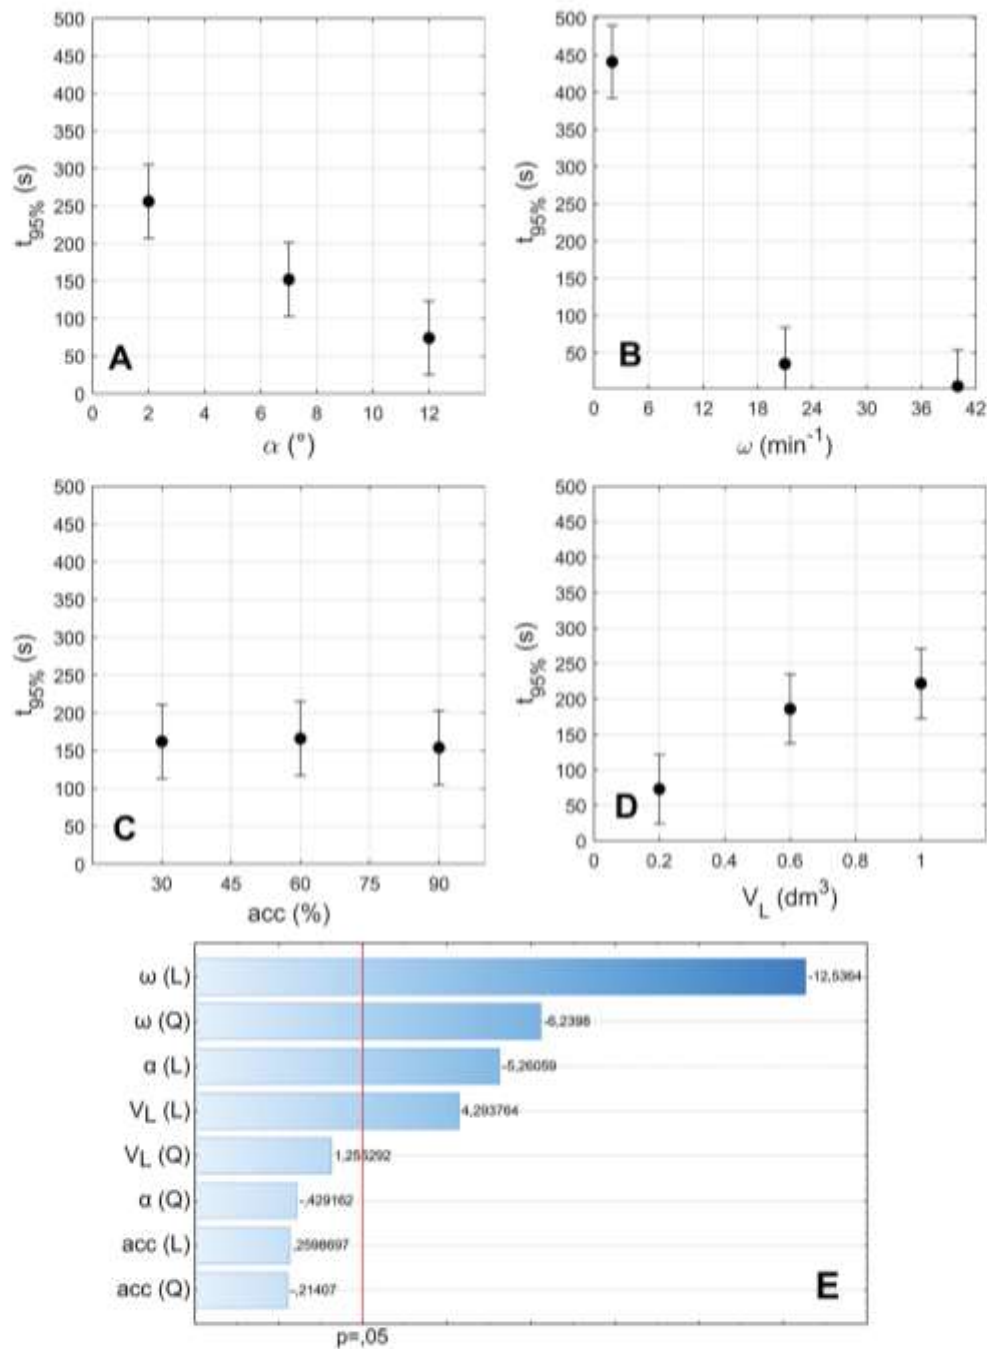 500
450
400
350
300
250
200
150
100
50
0
t95% (s)
A
0 2 4 6 8 10 12
α (°)
500
450
400
350
300
250
200
150
100
50
t95% (s)
B
0 6 12 18 24 30 36 42
ω (min-1)
500
450
400
350
300
250
200
150
100
50
0
t95% (s)
C
30 45 60 75 90
acc (%)
500
450
400
350
300
250
200
150
100
50
0
t95% (s)
D
0 0.2 0.4 0.6 0.8 1
VL (dm3)
ω (L) -12,5364
ω (Q) -6,2398
α (L) -5,26059
VL (L) 4,293764
VL (Q) 1,255292
α (Q) -,429162
acc (L) ,2598697
acc (Q) -,21407
E
p=,05